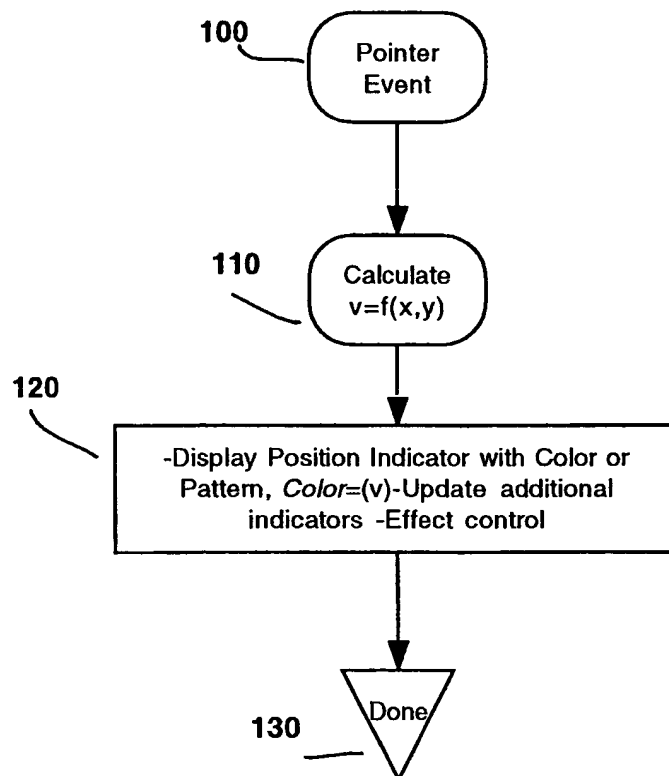 100
Pointer
Event
110
Calculate
v=f(x,y)
120
-Display Position Indicator with Color or
Pattern, Color=(v)-Update additional
indicators -Effect control
Done
130